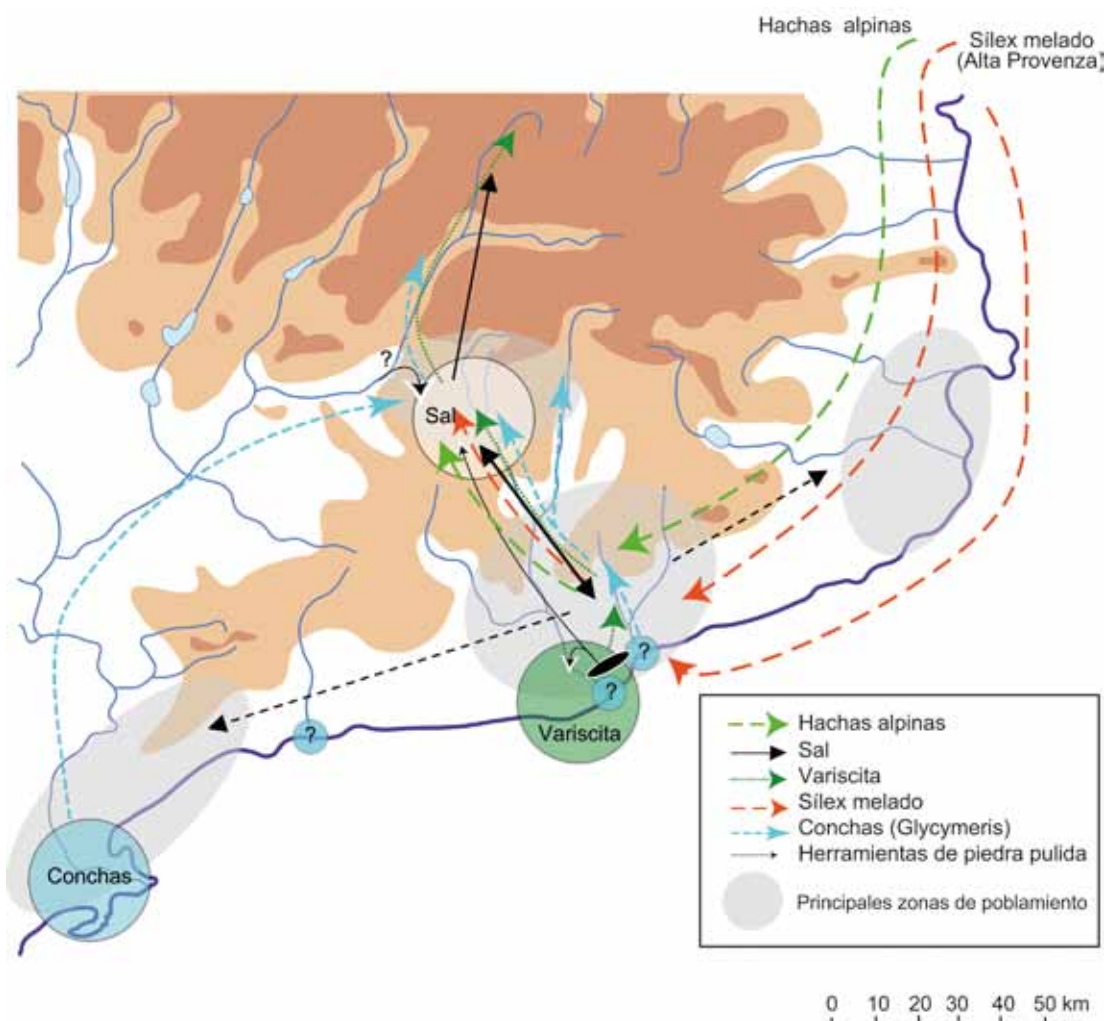 Hachas alpinas
Sílex melado
(Alta Provenza)
?
Sal
?
?
Variscita
?
Conchas
Hachas alpinas
Sal
Variscita
Sílex melado
Conchas (Glycymeris)
Herramientas de piedra pulida
Principales zonas de poblamiento
0 10 20 30 40 50 km